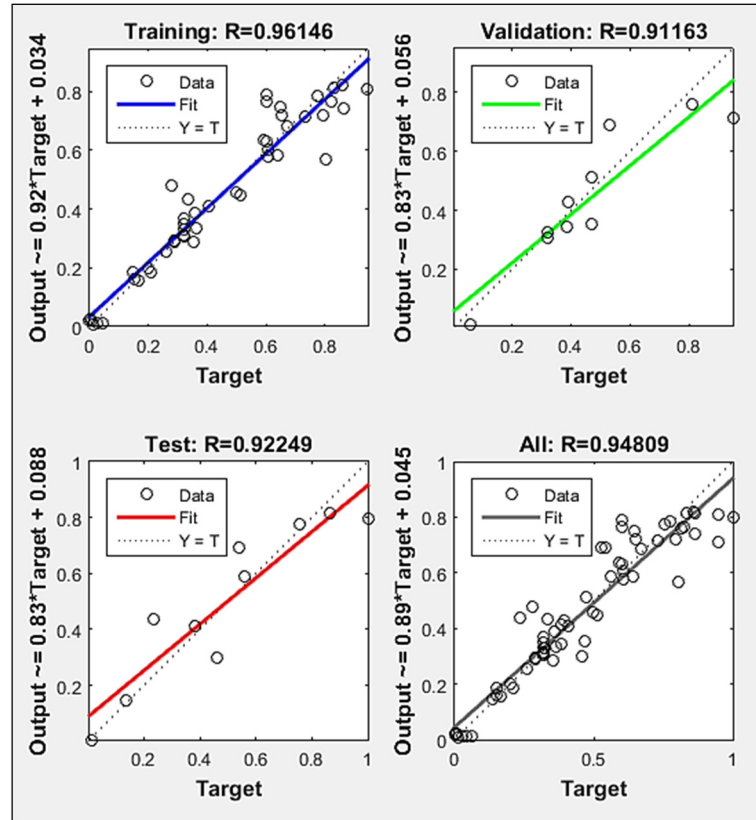 Training: R=0.96146
Output ~= 0.92*Target + 0.034
0.8
0.6
0.4
0.2
0
Data
Fit
Y = T
0 0.2 0.4 0.6 0.8
Target
Validation: R=0.91163
Output ~= 0.83*Target + 0.056
0.8
0.6
0.4
0.2
Data
Fit
Y = T
0.2 0.4 0.6 0.8
Target
Test: R=0.92249
Output ~= 0.83*Target + 0.088
1
0.8
0.6
0.4
0.2
Data
Fit
Y = T
0.2 0.4 0.6 0.8 1
Target
All: R=0.94809
Output ~= 0.89*Target + 0.045
1
0.8
0.6
0.4
0.2
0
Data
Fit
Y = T
0 0.5 1
Target